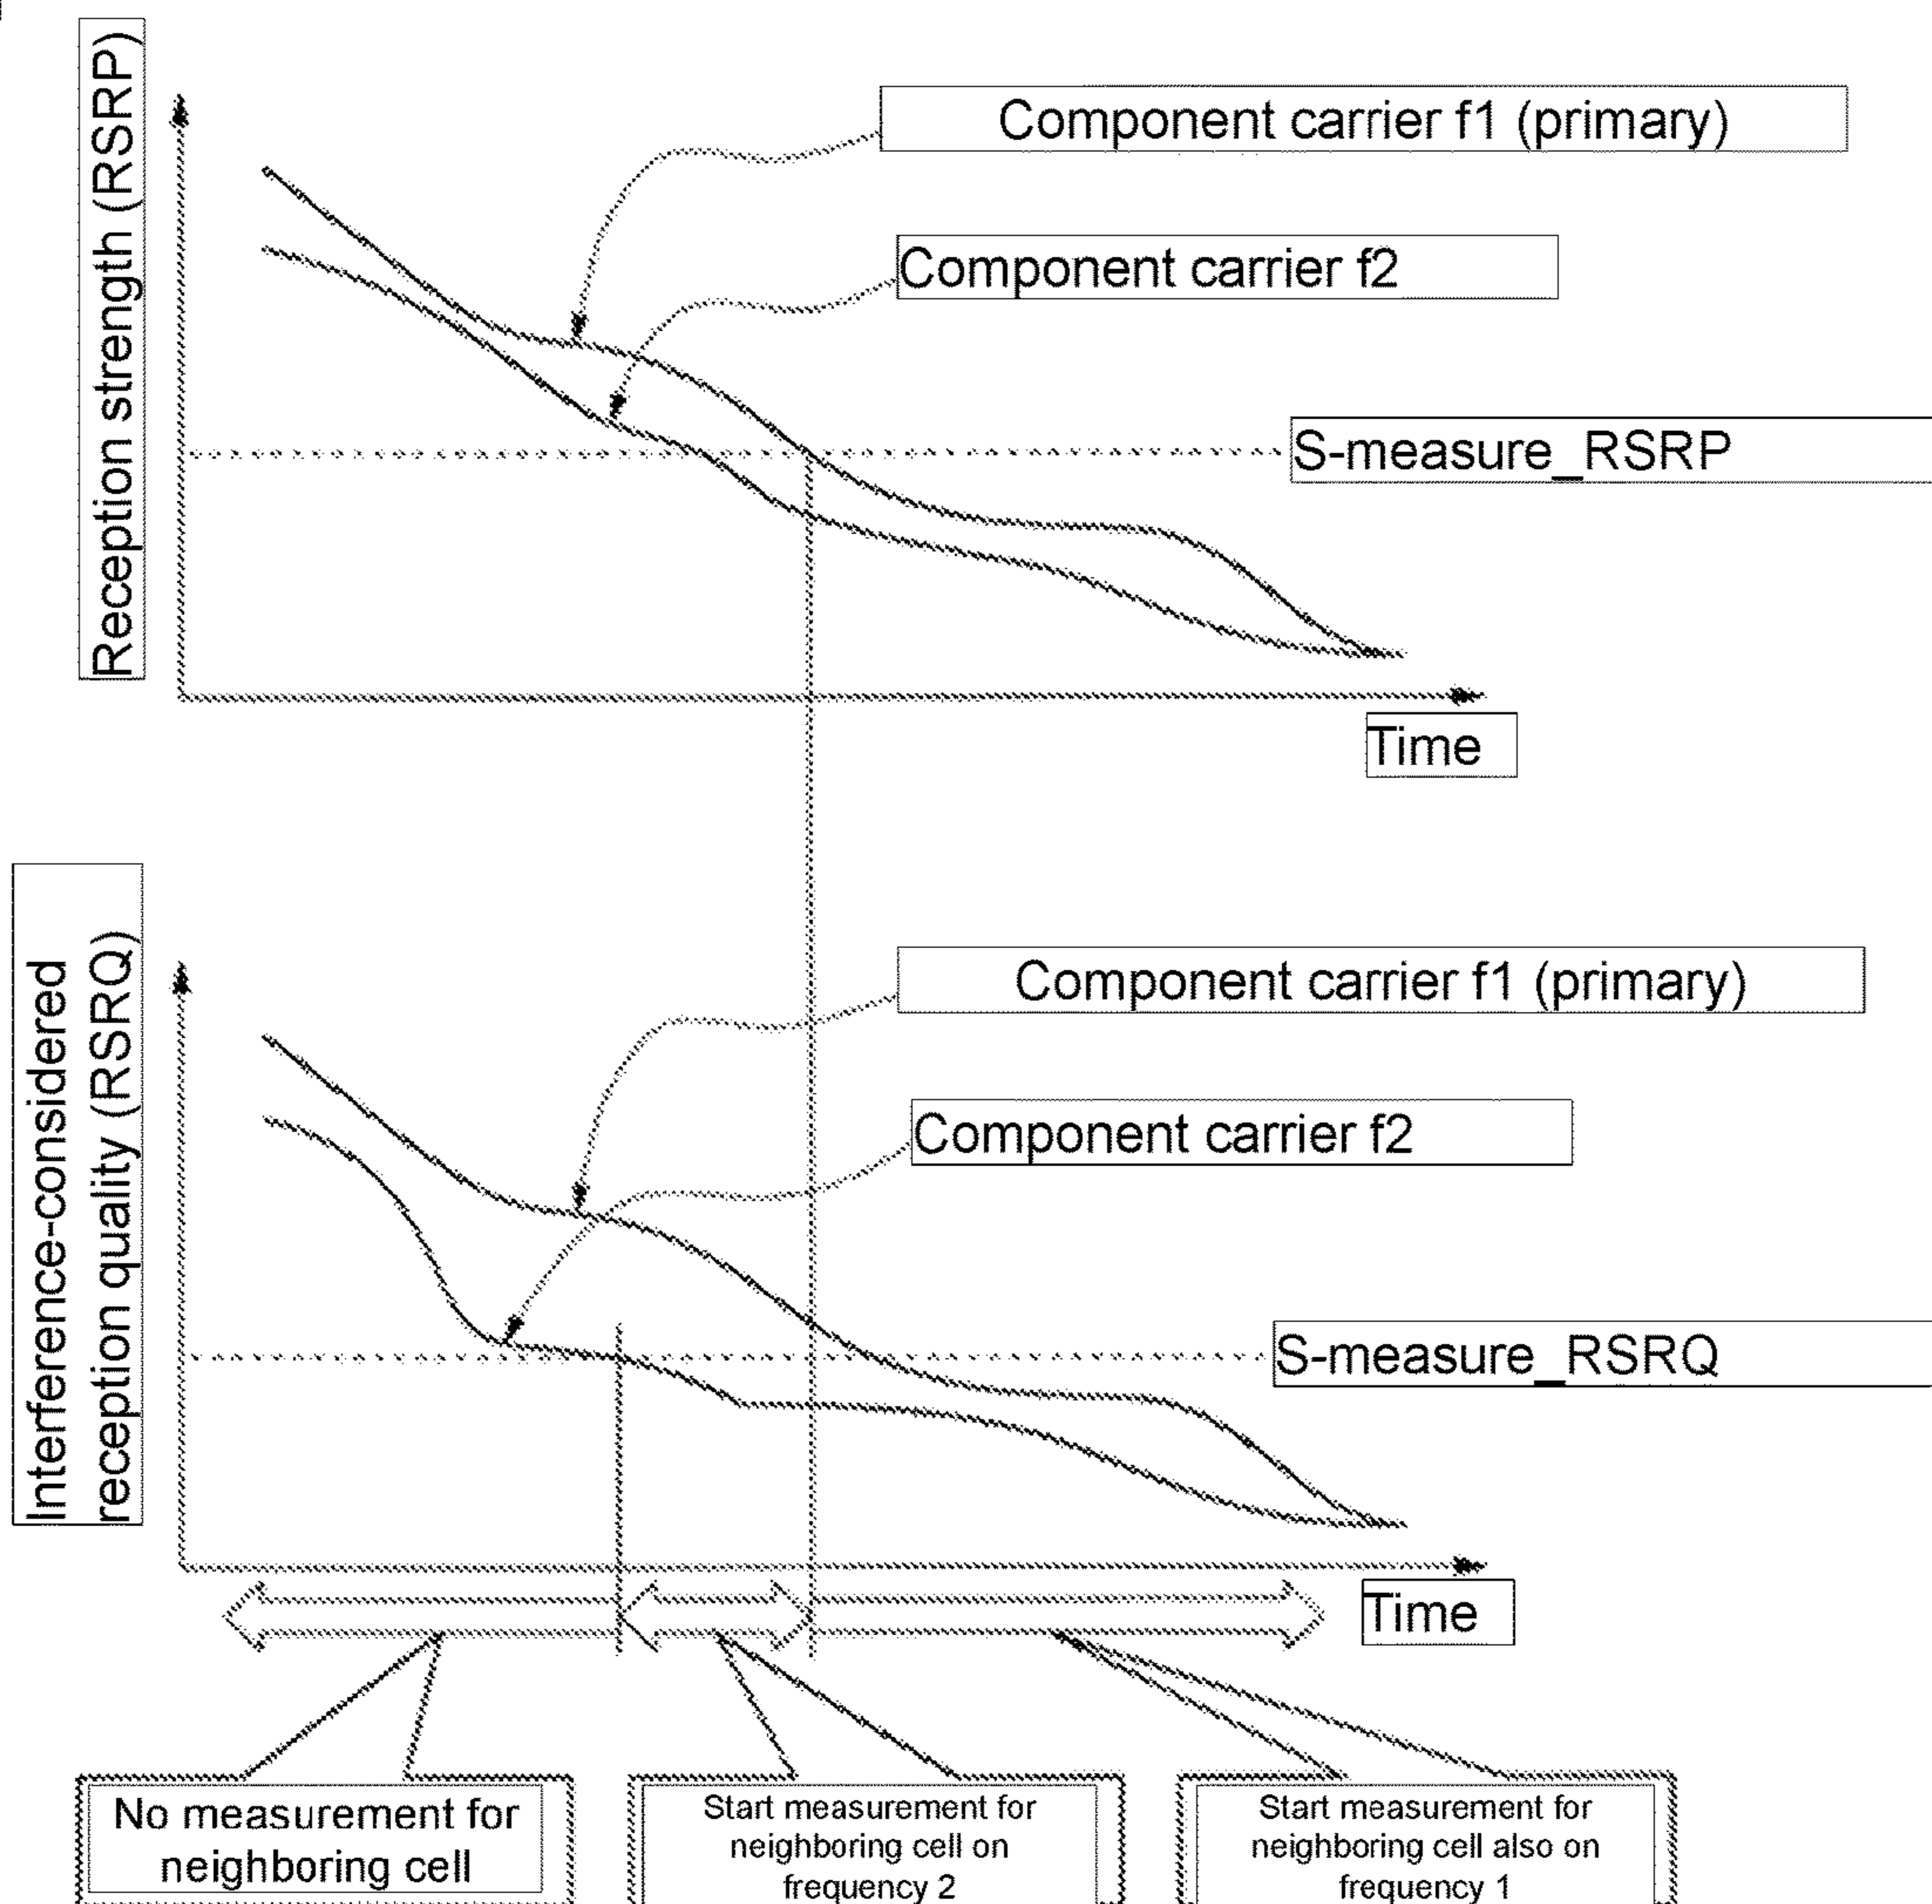 Reception strength (RSRP)
Component carrier f1 (primary)
Component carrier f2
S-measure_RSRP
Time
Interference-considered
reception quality (RSRQ)
Component carrier f1 (primary)
Component carrier f2
S-measure_RSRQ
Time
No measurement for
neighboring cell
Start measurement for
neighboring cell on
frequency 2
Start measurement for
neighboring cell also on
frequency 1